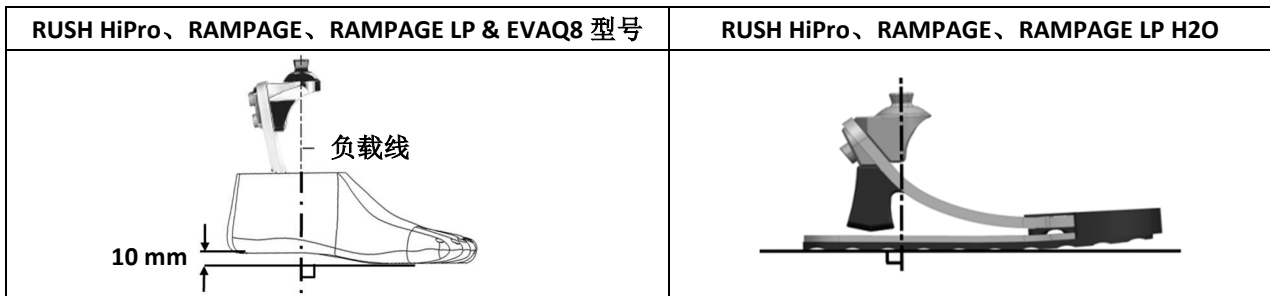 RUSH HiPro、RAMPAGE、RAMPAGE LP & EVAQ8 型号
RUSH HiPro、RAMPAGE、RAMPAGE LP H2O
负载线
10 mm